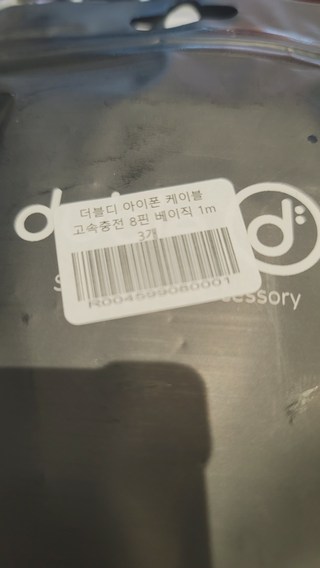 더블디 아이폰 케이블
고속충전 8핀 베이직 1m
3개
R004599080001
d
d:
S
cessory